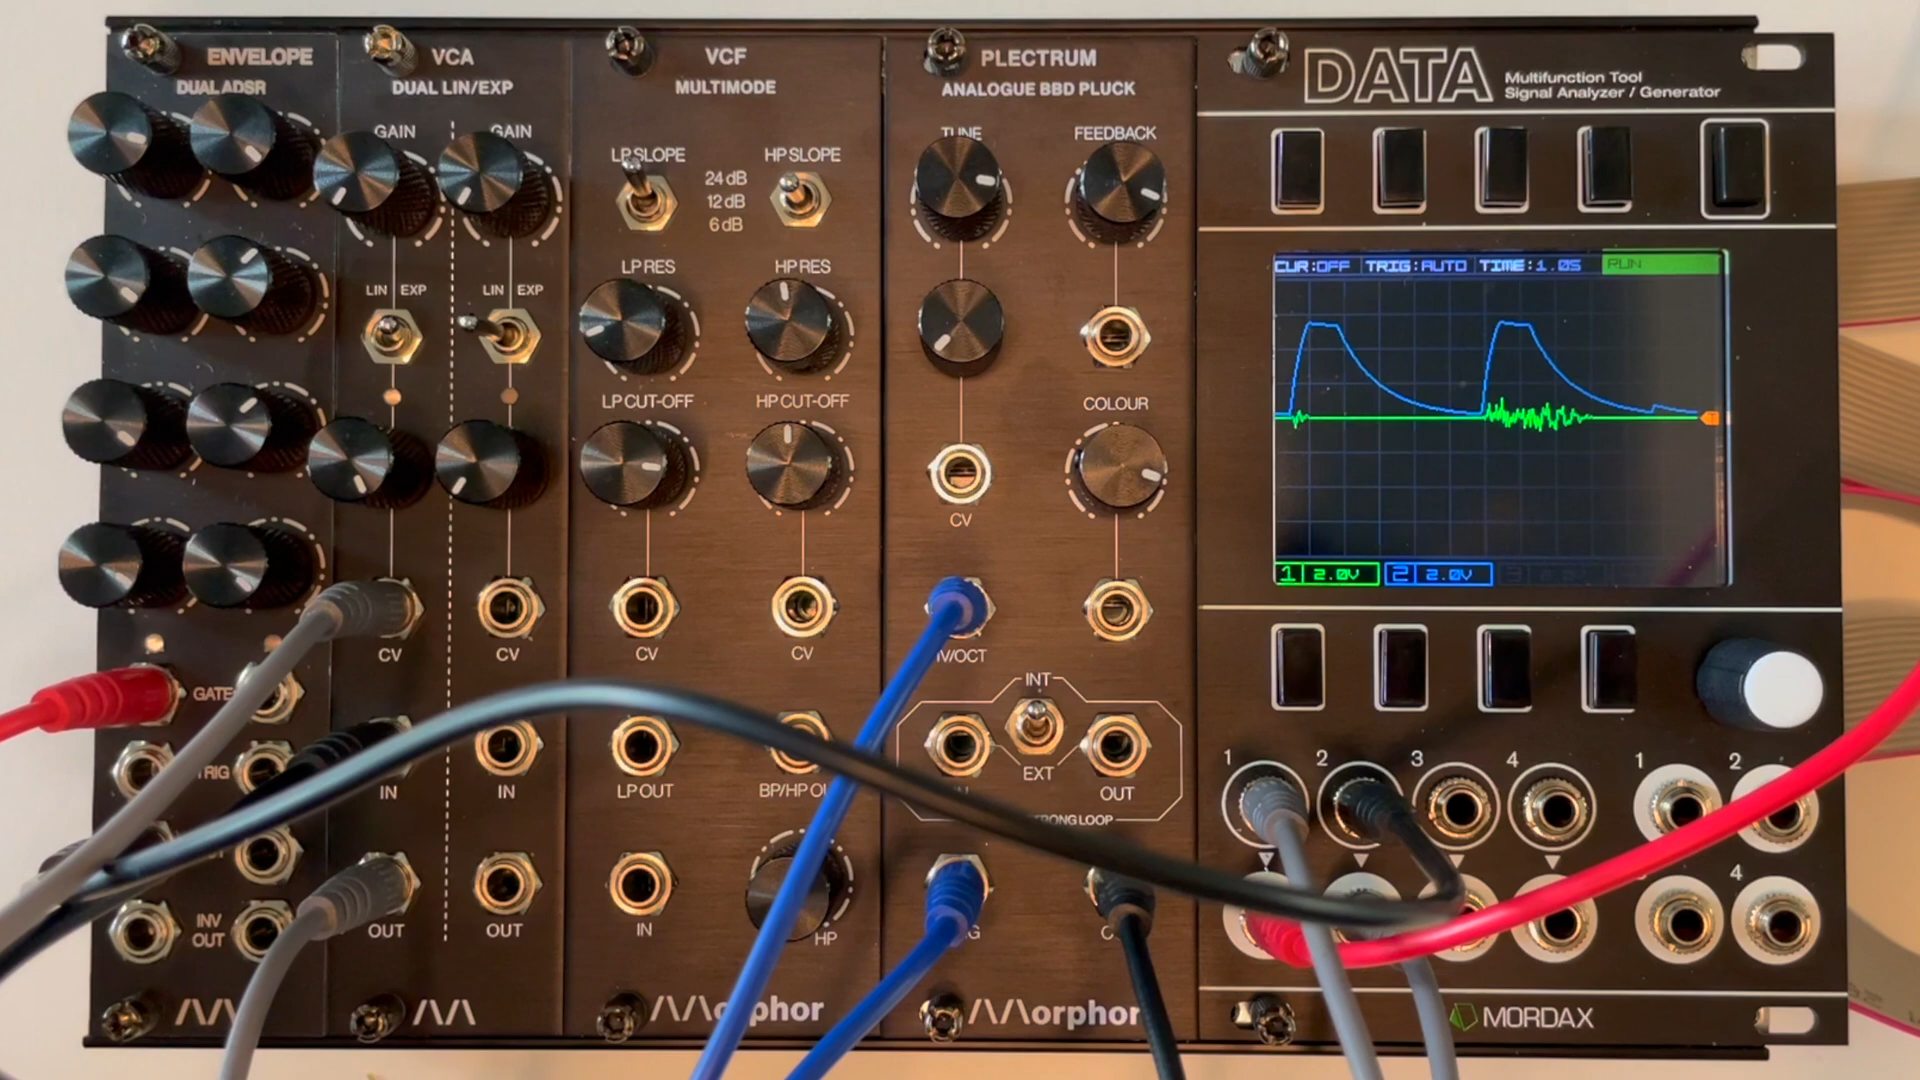 ENVELOPE
DUAL ADSR
GATE
INV
OUT
VCA
DUAL LIN/EXP
GAIN GAIN
LIN EXP LIN EXP
CV CV
IN IN
OUT OUT
VCF
MULTIMODE
LP SLOPE HP SLOPE
24 dB
12 dB
6 dB
LP RES HP RES
LP CUT-OFF HP CUT-OFF
CV CV
LP OUT
IN HP
PLECTRUM
ANALOGUE BBD PLUCK
TUNE FEEDBACK
COLOUR
CV
INT
EXT
OUT
LOOP
DATA
Multifunction Tool
Signal Analyzer / Generator
CUR:OFF TRIG:AUTO TIME:1.0S RUN
1 2.0V 2 2.0V
1 2 3 4 1 2
4
MORDAX